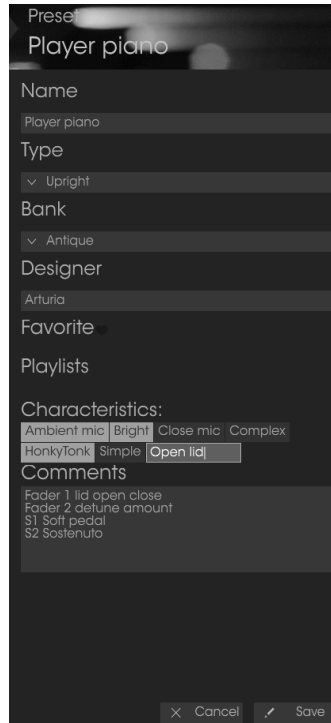 Preset
Player piano
Name
Player piano
Type
Upright
Bank
Antique
Designer
Arturia
Favorite
Playlists
Characteristics:
Ambient mic Bright Close mic Complex
HonkyTonk Simple Open lid
Comments
Fader 1 lid open close
Fader 2 detune amount
S1 Soft pedal
S2 Sostenuto
Cancel Save